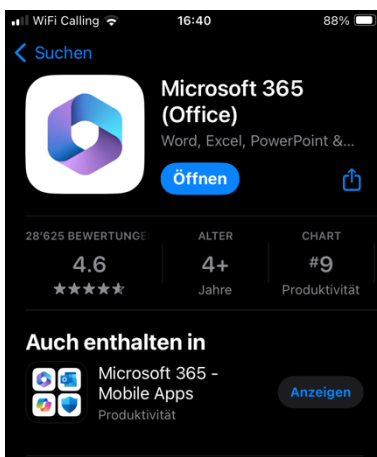 WiFi Calling 16:40 88%
Suchen
Microsoft 365
(Office)
Word, Excel, PowerPoint &...
Öffnen
28'625 BEWERTUNGE ALTER CHART
4.6 4+ #9
Jahre Produktivität
Auch enthalten in
Microsoft 365 -
Mobile Apps
Anzeigen
Produktivität